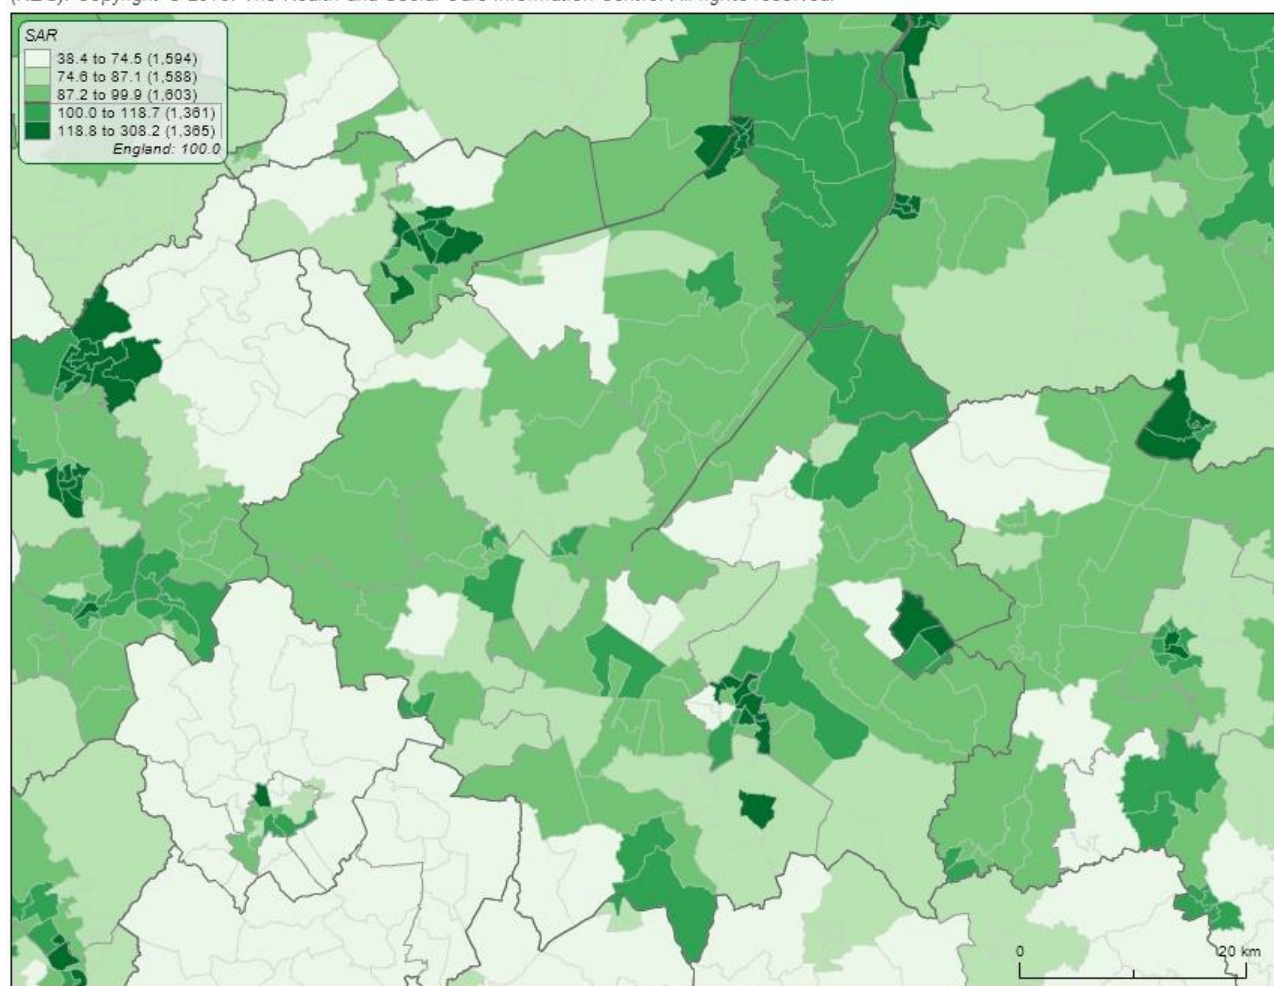 SAR
38.4 to 74.5 (1,594)
74.6 to 87.1 (1,588)
87.2 to 99.9 (1,603)
100.0 to 118.7 (1,361)
118.8 to 308.2 (1,365)
England: 100.0
0 20 km